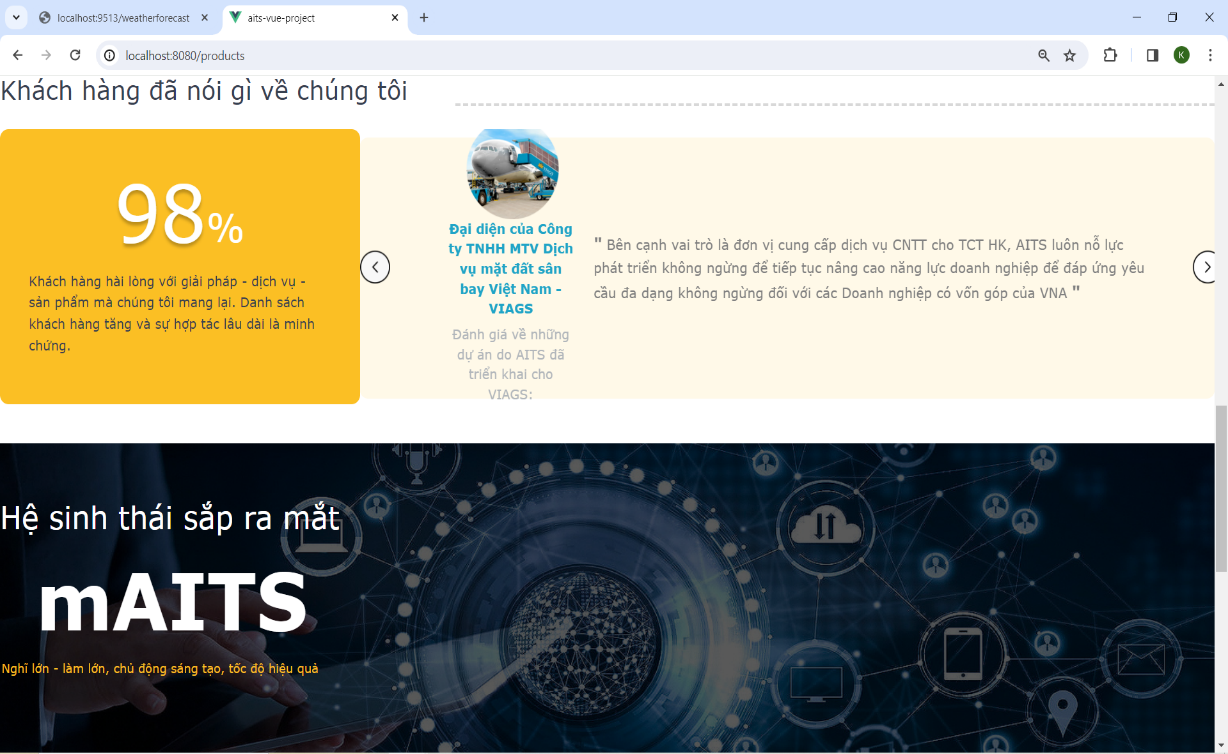 localhost:9513/weatherforecast
aits-vue-project
localhost:8080/products
K
Khách hàng đã nói gì về chúng tôi
98%
Khách hàng hài lòng với giải pháp - dịch vụ -
sản phẩm mà chúng tôi mang lại. Danh sách
khách hàng tăng và sự hợp tác lâu dài là minh
chứng.
Đại diện của Công
ty TNHH MTV Dịch
vụ mặt đất sân
bay Việt Nam -
VIAGS
Đánh giá về những
dự án do AITS đã
triển khai cho
VIAGS:
" Bên cạnh vai trò là đơn vị cung cấp dịch vụ CNTT cho TCT HK, AITS luôn nỗ lực
phát triển không ngừng để tiếp tục nâng cao năng lực doanh nghiệp để đáp ứng yêu
cầu đa dạng không ngừng đối với các Doanh nghiệp có vốn góp của VNA "
Hệ sinh thái sắp ra mắt
mAITS
Nghĩ lớn - làm lớn, chủ động sáng tạo, tốc độ hiệu quả